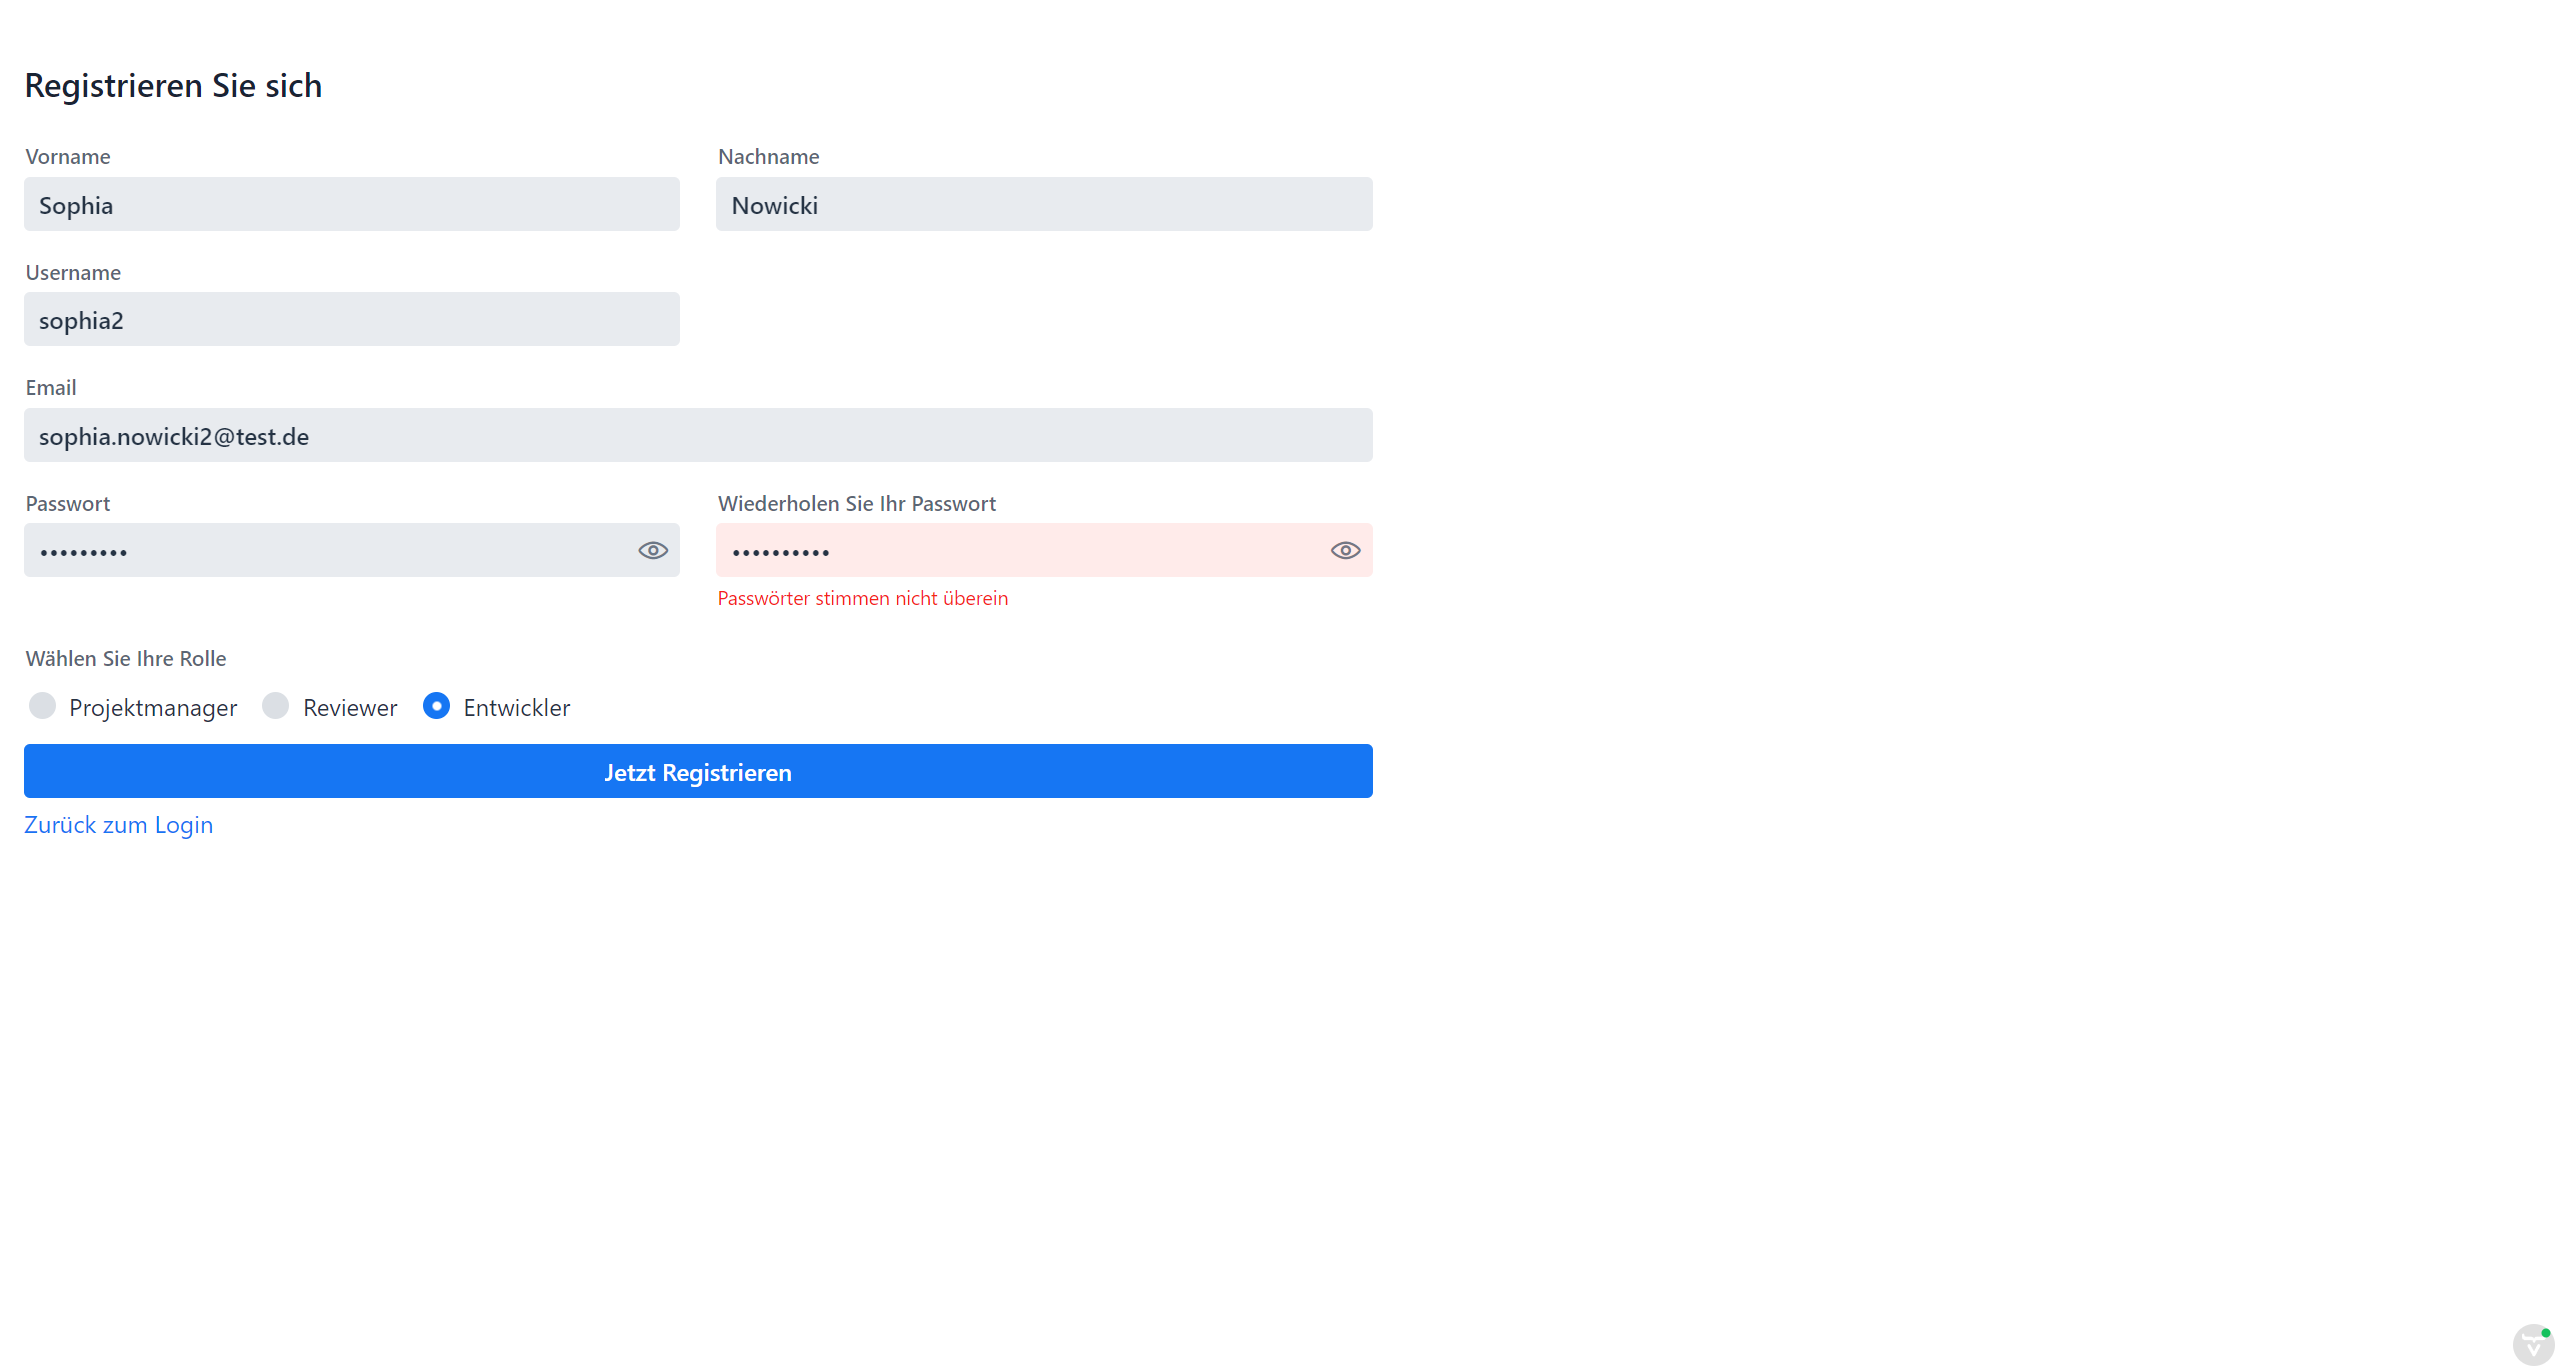 Registrieren Sie sich
Vorname Nachname
Sophia Nowicki
Username
sophia2
Email
sophia.nowicki2@test.de
Passwort Wiederholen Sie Ihr Passwort
••••••••• ••••••••••
Passwörter stimmen nicht überein
Wählen Sie Ihre Rolle
Projektmanager Reviewer Entwickler
Jetzt Registrieren
Zurück zum Login